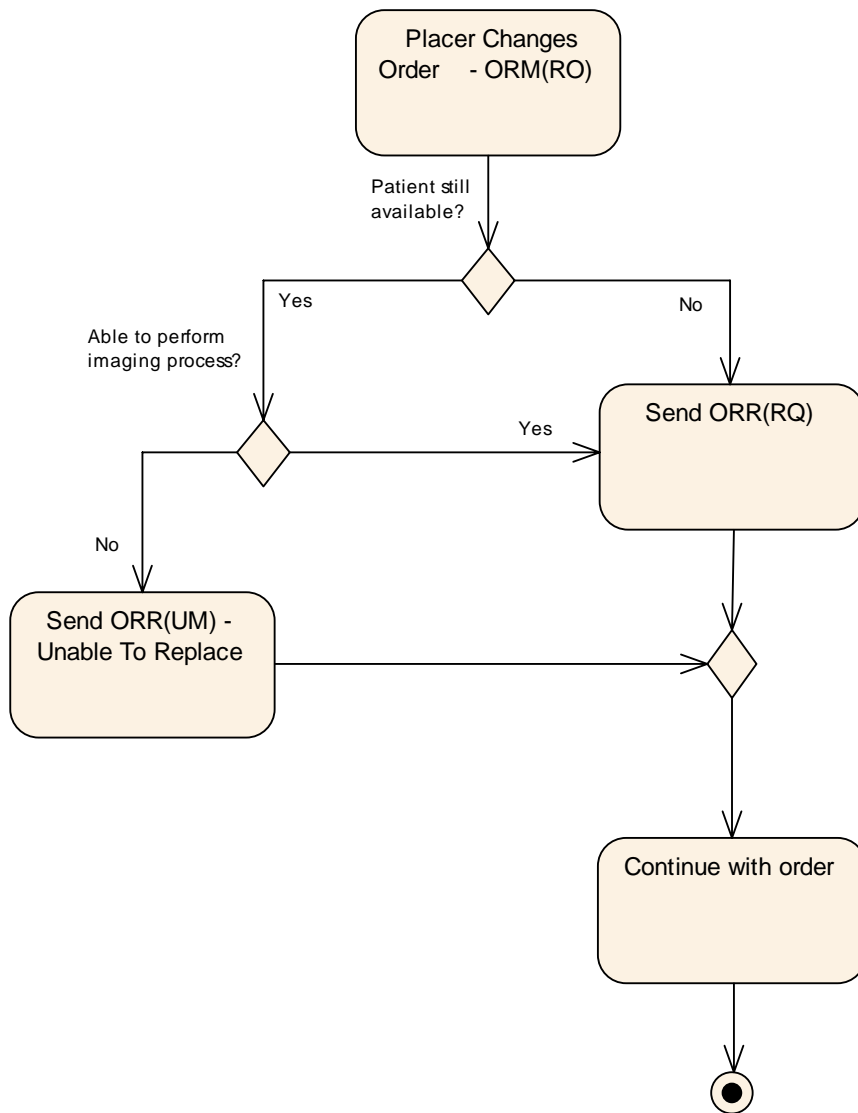 Placer Changes
Order - ORM(RO)
Patient still
available?
Yes
No
Able to perform
imaging process?
Send ORR(RQ)
Yes
No
Send ORR(UM) -
Unable To Replace
Continue with order